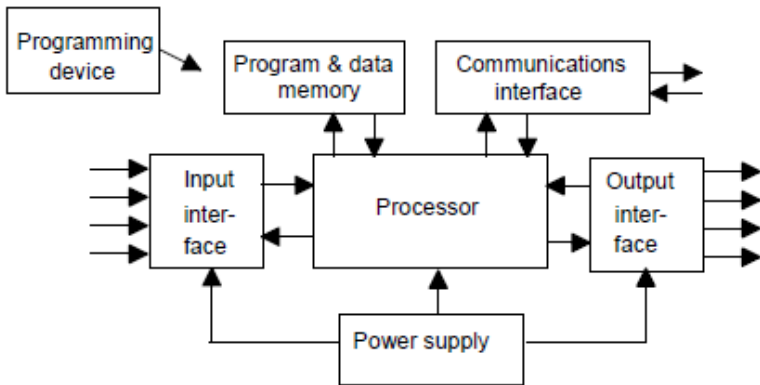 Programming
device
Program & data
memory
Communications
interface
Input
inter-
face
Processor
Output
inter-
face
Power supply